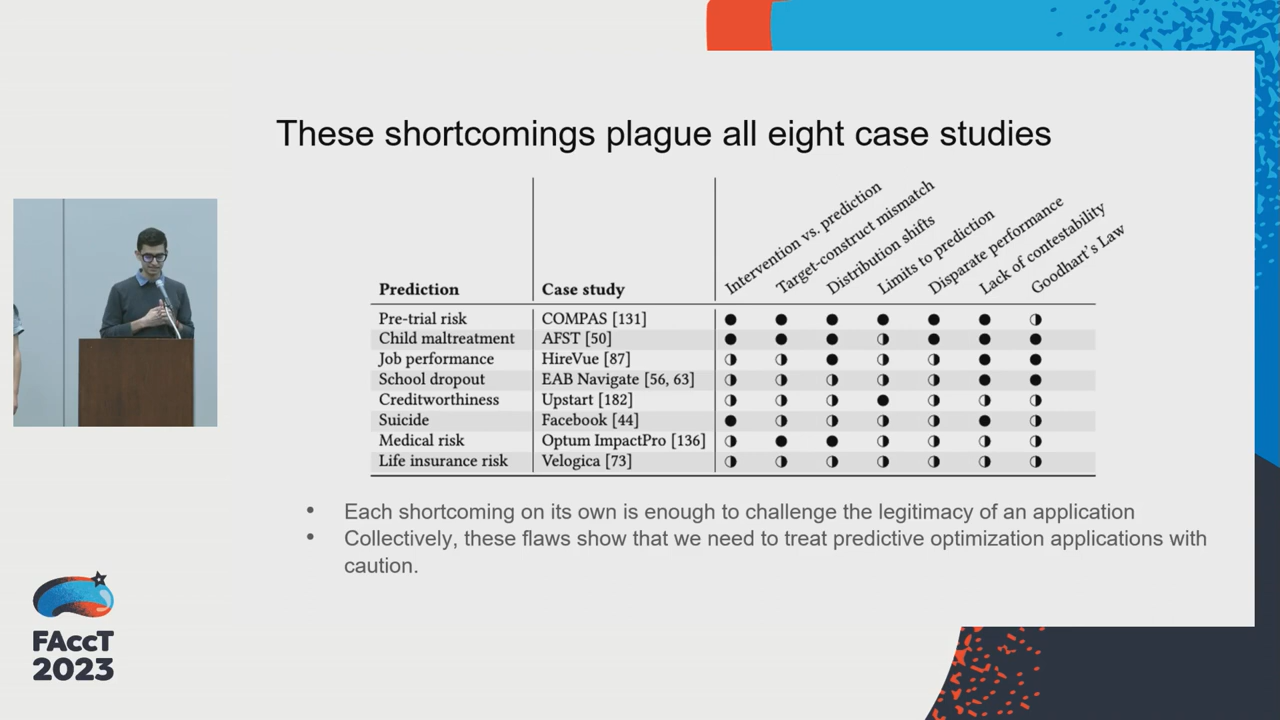 These shortcomings plague all eight case studies
Prediction Case study Intervention vs. prediction Target-construct mismatch Distribution shifts Limits to prediction Disparate performance Lack of contestability Goodhart's Law
Pre-trial risk COMPAS [131] ● ● ● ● ● ● ◑
Child maltreatment AFST [50] ● ● ● ◑ ● ● ●
Job performance HireVue [87] ◑ ◑ ● ◑ ◑ ● ●
School dropout EAB Navigate [56, 63] ◑ ◑ ◑ ◑ ◑ ● ●
Creditworthiness Upstart [182] ◑ ◑ ◑ ● ◑ ◑ ◑
Suicide Facebook [44] ● ◑ ◑ ◑ ◑ ● ◑
Medical risk Optum ImpactPro [136] ◑ ● ● ◑ ◑ ◑ ◑
Life insurance risk Velogica [73] ◑ ◑ ◑ ◑ ◑ ◑ ◑
• Each shortcoming on its own is enough to challenge the legitimacy of an application
• Collectively, these flaws show that we need to treat predictive optimization applications with
caution.
FAccT
2023